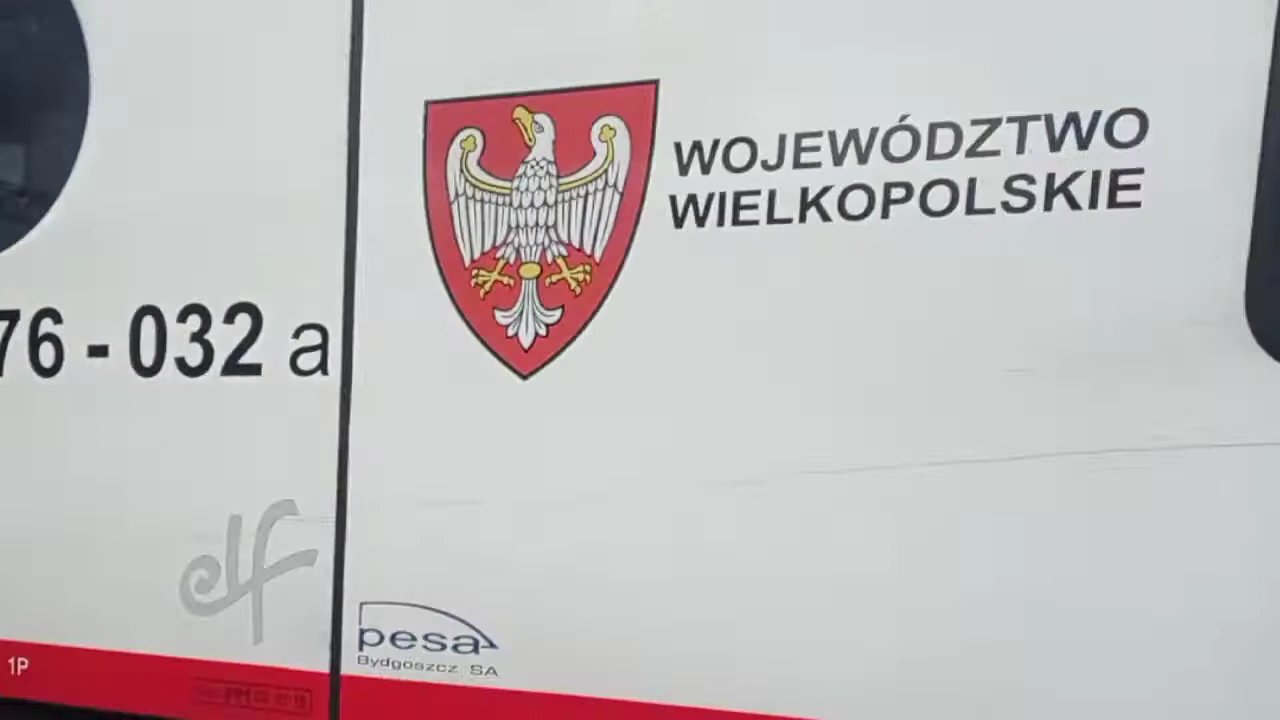 WOJEWÓDZTWO
WIELKOPOLSKIE
76 - 032 a
elf
pesa
Bydgoszcz SA
1P